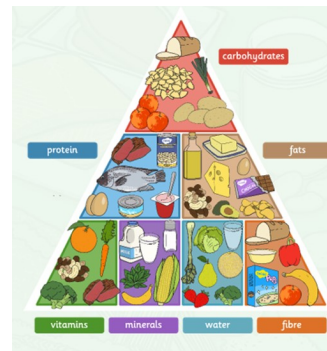 carbohydrates
protein
fats
vitamins
minerals
water
fibre